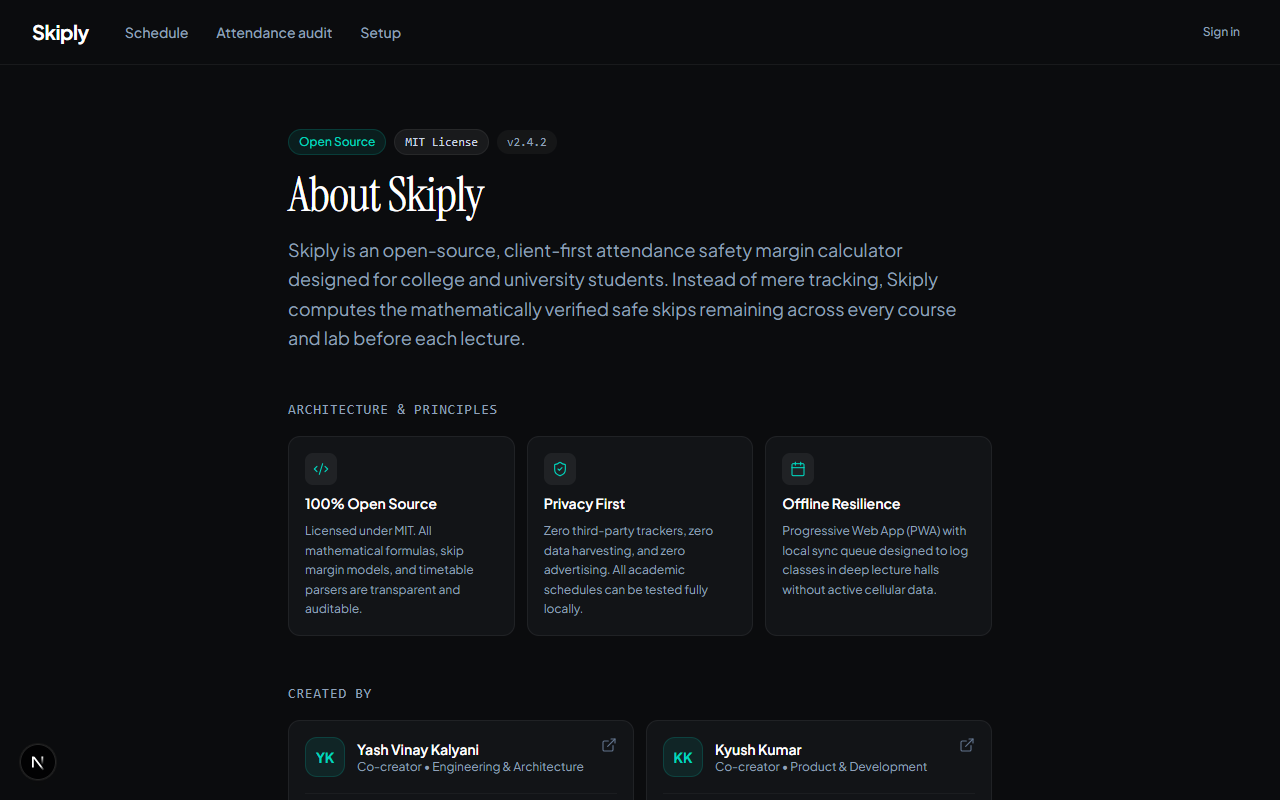 Skiply
Schedule
Attendance audit
Setup
Sign in
Open Source
MIT License
v2.4.2
About Skiply
Skiply is an open-source, client-first attendance safety margin calculator
designed for college and university students. Instead of mere tracking, Skiply
computes the mathematically verified safe skips remaining across every course
and lab before each lecture.
ARCHITECTURE & PRINCIPLES
100% Open Source
Licensed under MIT. All
mathematical formulas, skip
margin models, and timetable
parsers are transparent and
auditable.
Privacy First
Zero third-party trackers, zero
data harvesting, and zero
advertising. All academic
schedules can be tested fully
locally.
Offline Resilience
Progressive Web App (PWA) with
local sync queue designed to log
classes in deep lecture halls
without active cellular data.
CREATED BY
YK
Yash Vinay Kalyani
Co-creator • Engineering & Architecture
KK
Kyush Kumar
Co-creator • Product & Development
N